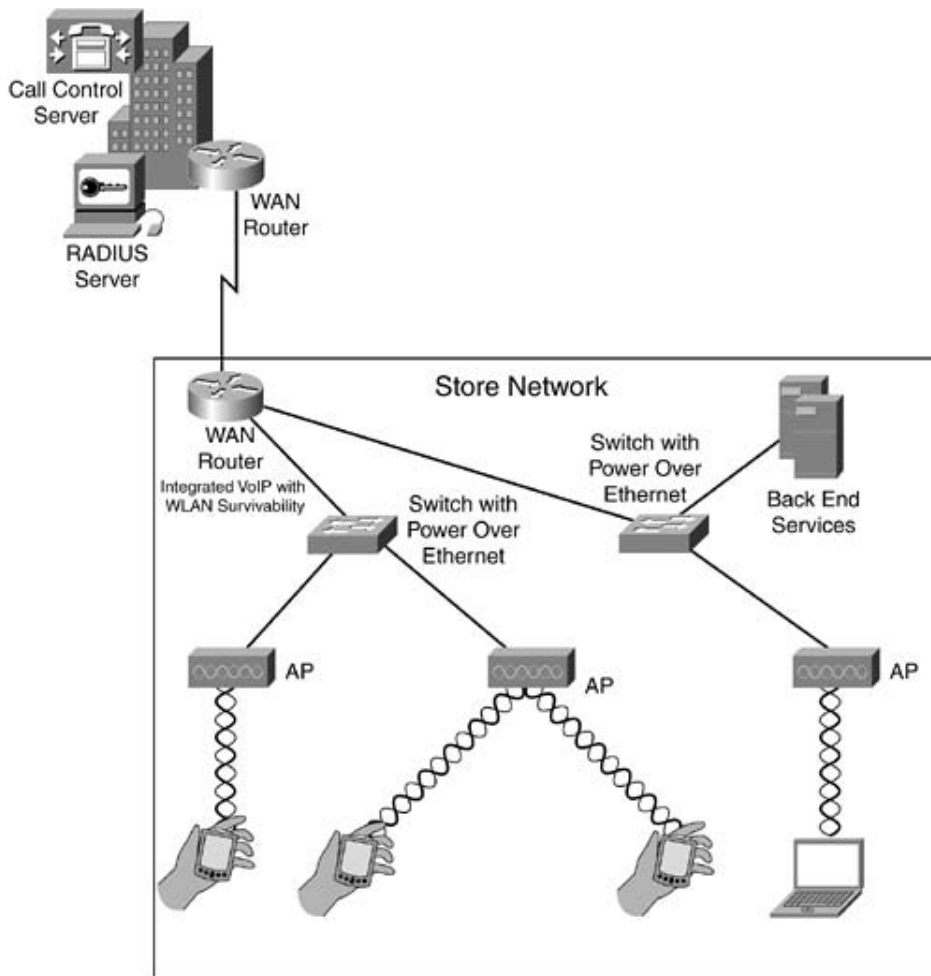 Call Control
Server
WAN
Router
RADIUS
Server
Store Network
WAN
Router
Integrated VoIP with
WLAN Survivability
Switch with
Power Over
Ethernet
Switch with
Power Over
Ethernet
Back End
Services
AP
AP
AP